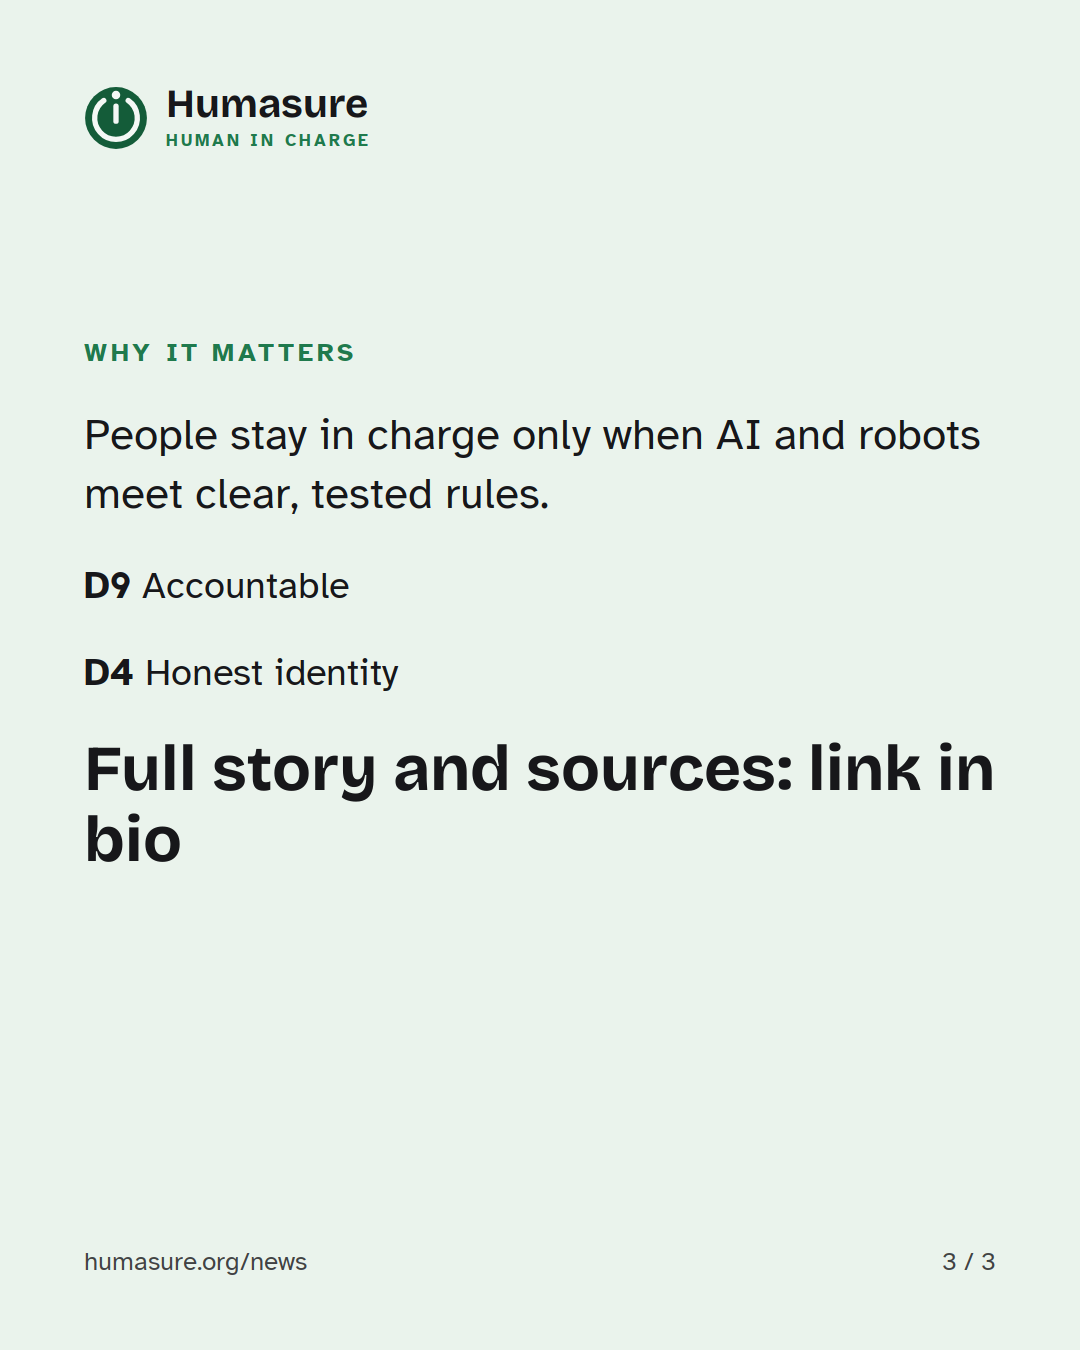 Humasure
HUMAN IN CHARGE
WHY IT MATTERS
People stay in charge only when AI and robots
meet clear, tested rules.
D9 Accountable
D4 Honest identity
Full story and sources: link in
bio
humasure.org/news
3 / 3